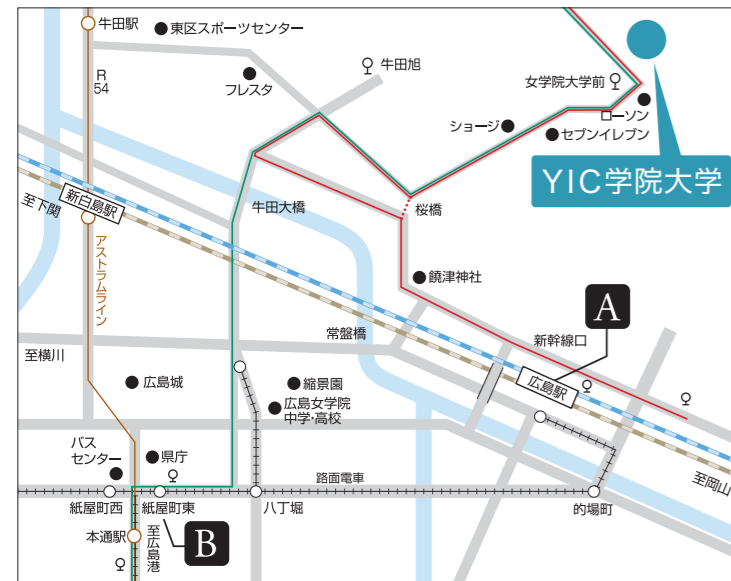 牛田駅
東区スポーツセンター
R
54
フレスタ
牛田旭
女学院大学前
ローソン
ショージ
セブンイレブン
YIC学院大学
新白島駅
至下関
牛田大橋
桜橋
アストラムライン
饒津神社
A
常盤橋
新幹線口
至横川
広島城
縮景園
広島女学院
中学・高校
広島駅
バス
センター
県庁
路面電車
至岡山
紙屋町西
紙屋町東
八丁堀
的場町
本通駅
至広島港
B